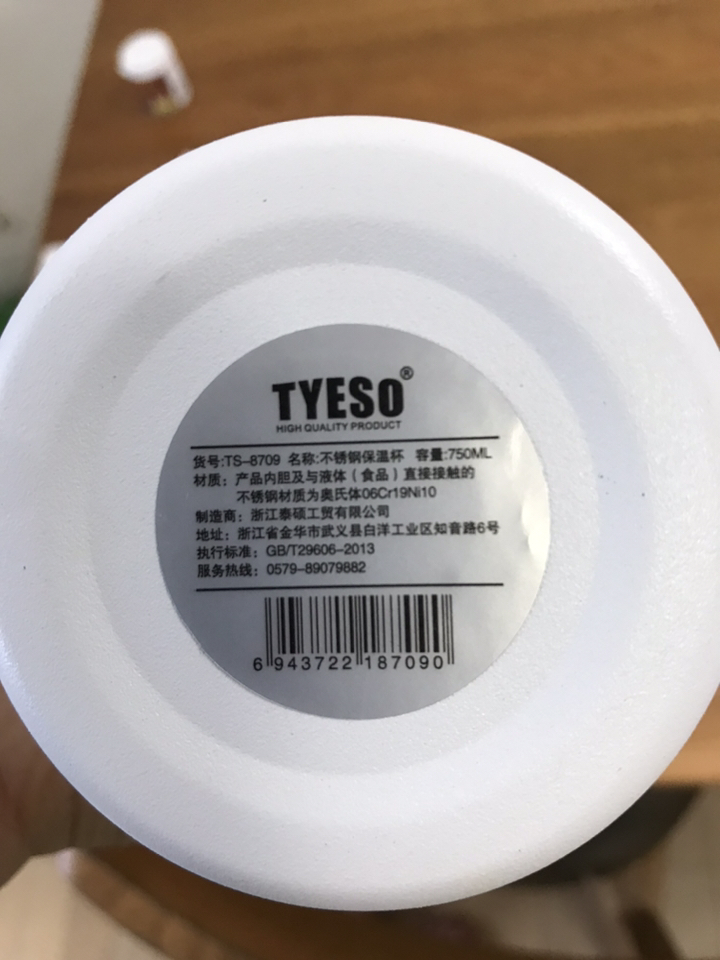 TYESO®
HIGH QUALITY PRODUCT
货号:TS-8709 名称:不锈钢保温杯 容量:750ML
材质：产品内胆及与液体（食品）直接接触的
不锈钢材质为奥氏体06Cr19Ni10
制造商：浙江泰硕工贸有限公司
地址：浙江省金华市武义县白洋工业区知音路6号
执行标准：GB/T29606-2013
服务热线：0579-89079882
6 943722 187090